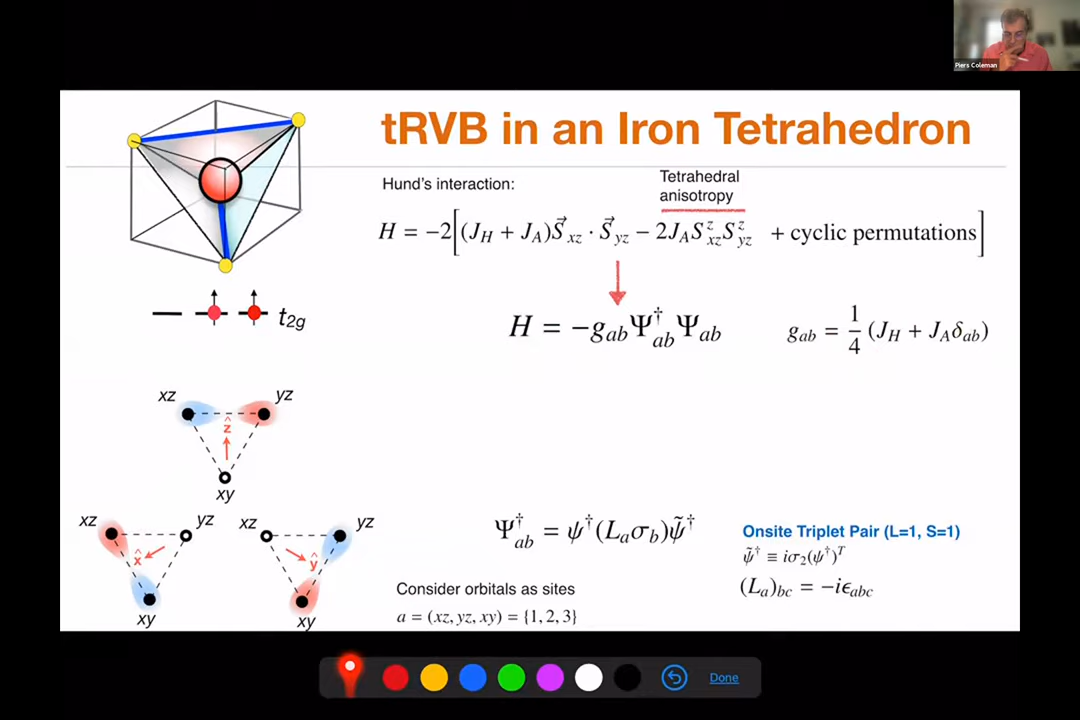 Piers Coleman
tRVB in an Iron Tetrahedron
Hund's interaction:
Tetrahedral
anisotropy
H = −2[(J_H + J_A)S⃗_xz · S⃗_yz − 2J_A S^z_xz S^z_yz + cyclic permutations]
t_2g
H = −g_ab Ψ†_ab Ψ_ab
g_ab = 1/4 (J_H + J_A δ_ab)
xz yz
ẑ
xy
xz yz
x̂
xy
xz yz
ŷ
xy
Ψ†_ab = ψ†(L_a σ_b)ψ̃†
Onsite Triplet Pair (L=1, S=1)
ψ̃† ≡ iσ_2(ψ†)^T
(L_a)_bc = −iϵ_abc
Consider orbitals as sites
a = (xz, yz, xy) = {1, 2, 3}
Done